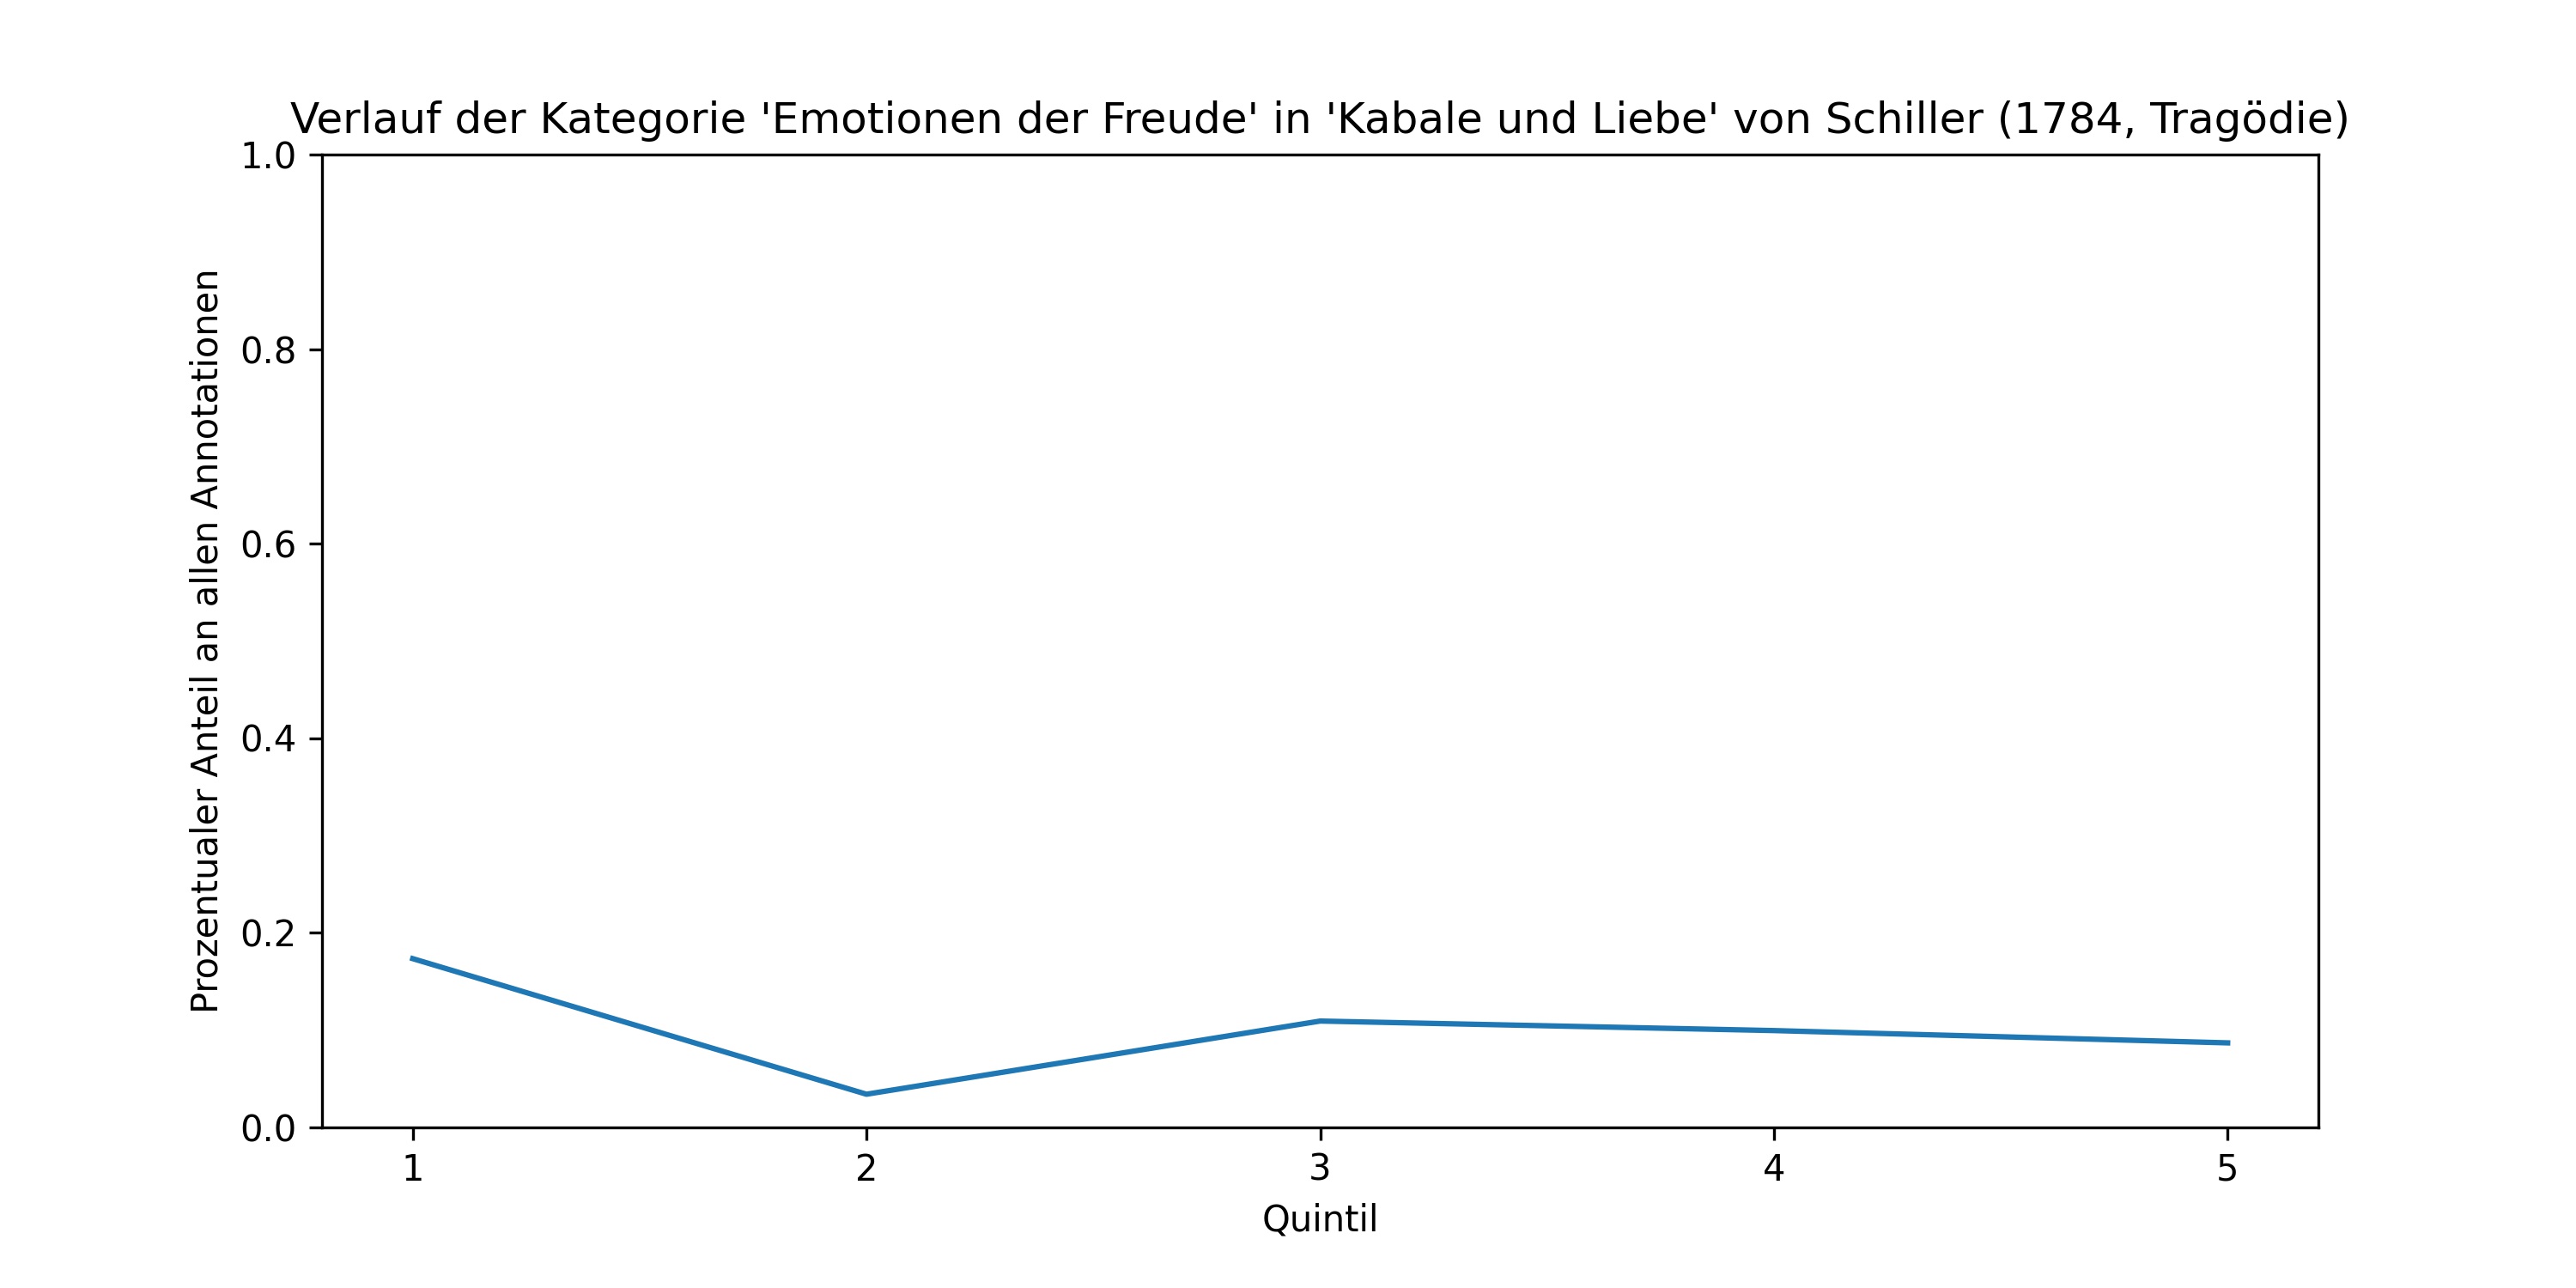 Verlauf der Kategorie 'Emotionen der Freude' in 'Kabale und Liebe' von Schiller (1784, Tragödie)
Prozentualer Anteil an allen Annotationen
1.0
0.8
0.6
0.4
0.2
0.0
1 2 3 4 5
Quintil